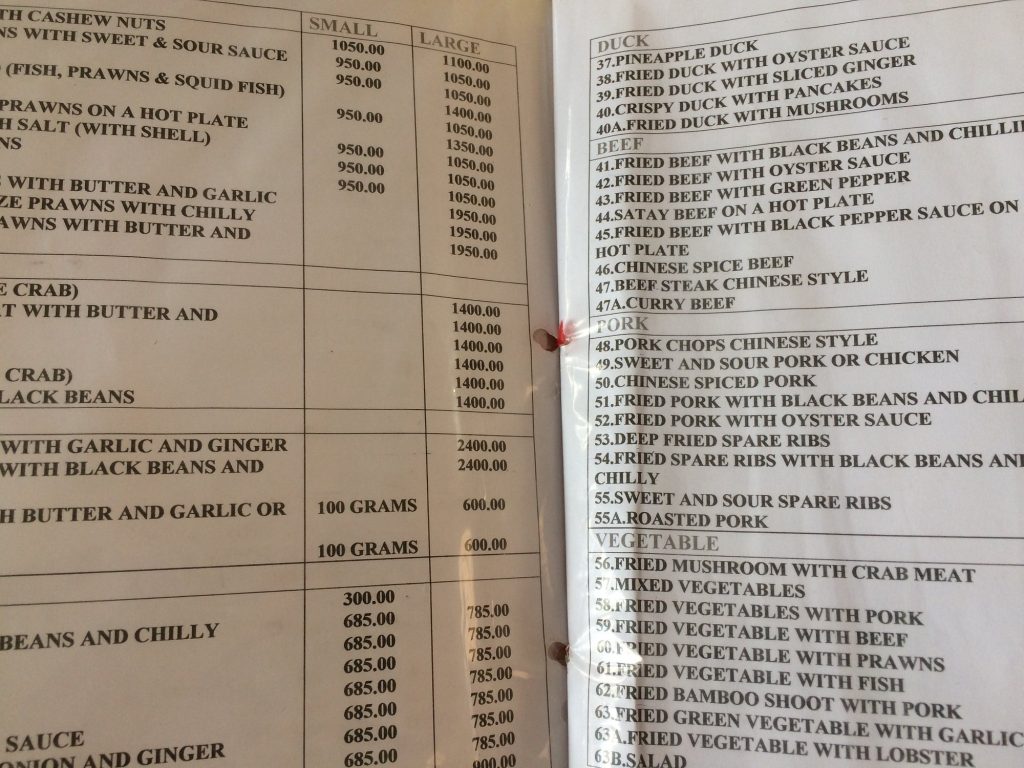 TH CASHEW NUTS
NS WITH SWEET & SOUR SAUCE
(FISH, PRAWNS & SQUID FISH)
PRAWNS ON A HOT PLATE
H SALT (WITH SHELL)
NS
WITH BUTTER AND GARLIC
ZE PRAWNS WITH CHILLY
AWNS WITH BUTTER AND
E CRAB)
AT WITH BUTTER AND
CRAB)
LACK BEANS
WITH GARLIC AND GINGER
WITH BLACK BEANS AND
H BUTTER AND GARLIC OR
BEANS AND CHILLY
SAUCE
ONION AND GINGER
SMALL
1050.00
950.00
950.00
950.00
950.00
950.00
950.00
100 GRAMS
100 GRAMS
300.00
685.00
685.00
685.00
685.00
685.00
685.00
685.00
685.00
LARGE
1100.00
1050.00
1050.00
1400.00
1050.00
1350.00
1050.00
1050.00
1050.00
1950.00
1950.00
1950.00
1400.00
1400.00
1400.00
1400.00
1400.00
1400.00
2400.00
2400.00
600.00
600.00
785.00
785.00
785.00
785.00
785.00
785.00
785.00
900.00
DUCK
37.PINEAPPLE DUCK
38.FRIED DUCK WITH OYSTER SAUCE
39.FRIED DUCK WITH SLICED GINGER
40.CRISPY DUCK WITH PANCAKES
40A.FRIED DUCK WITH MUSHROOMS
BEEF
41.FRIED BEEF WITH BLACK BEANS AND CHILLI
42.FRIED BEEF WITH OYSTER SAUCE
43.FRIED BEEF WITH GREEN PEPPER
44.SATAY BEEF ON A HOT PLATE
45.FRIED BEEF WITH BLACK PEPPER SAUCE ON
HOT PLATE
46.CHINESE SPICE BEEF
47.BEEF STEAK CHINESE STYLE
47A.CURRY BEEF
PORK
48.PORK CHOPS CHINESE STYLE
49.SWEET AND SOUR PORK OR CHICKEN
50.CHINESE SPICED PORK
51.FRIED PORK WITH BLACK BEANS AND CHIL
52.FRIED PORK WITH OYSTER SAUCE
53.DEEP FRIED SPARE RIBS
54.FRIED SPARE RIBS WITH BLACK BEANS AND
CHILLY
55.SWEET AND SOUR SPARE RIBS
55A.ROASTED PORK
VEGETABLE
56.FRIED MUSHROOM WITH CRAB MEAT
57.MIXED VEGETABLES
58.FRIED VEGETABLES WITH PORK
59.FRIED VEGETABLE WITH BEEF
60.FRIED VEGETABLE WITH PRAWNS
61.FRIED VEGETABLE WITH FISH
62.FRIED BAMBOO SHOOT WITH PORK
63.FRIED GREEN VEGETABLE WITH GARLIC
63A.FRIED VEGETABLE WITH LOBSTER
63B.SALAD